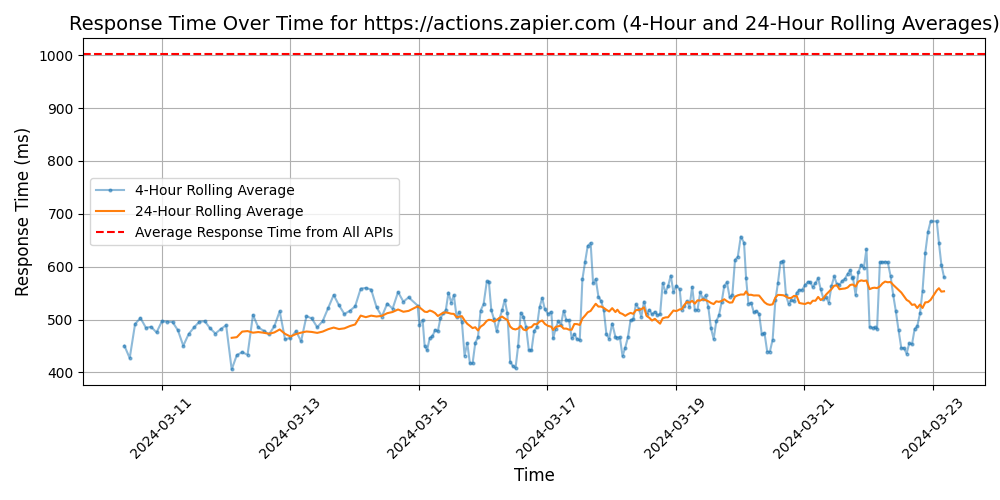 Response Time Over Time for https://actions.zapier.com (4-Hour and 24-Hour Rolling Averages)
Response Time (ms)
1000
900
800
700
600
500
400
4-Hour Rolling Average
24-Hour Rolling Average
Average Response Time from All APIs
2024-03-11
2024-03-13
2024-03-15
2024-03-17
2024-03-19
2024-03-21
2024-03-23
Time